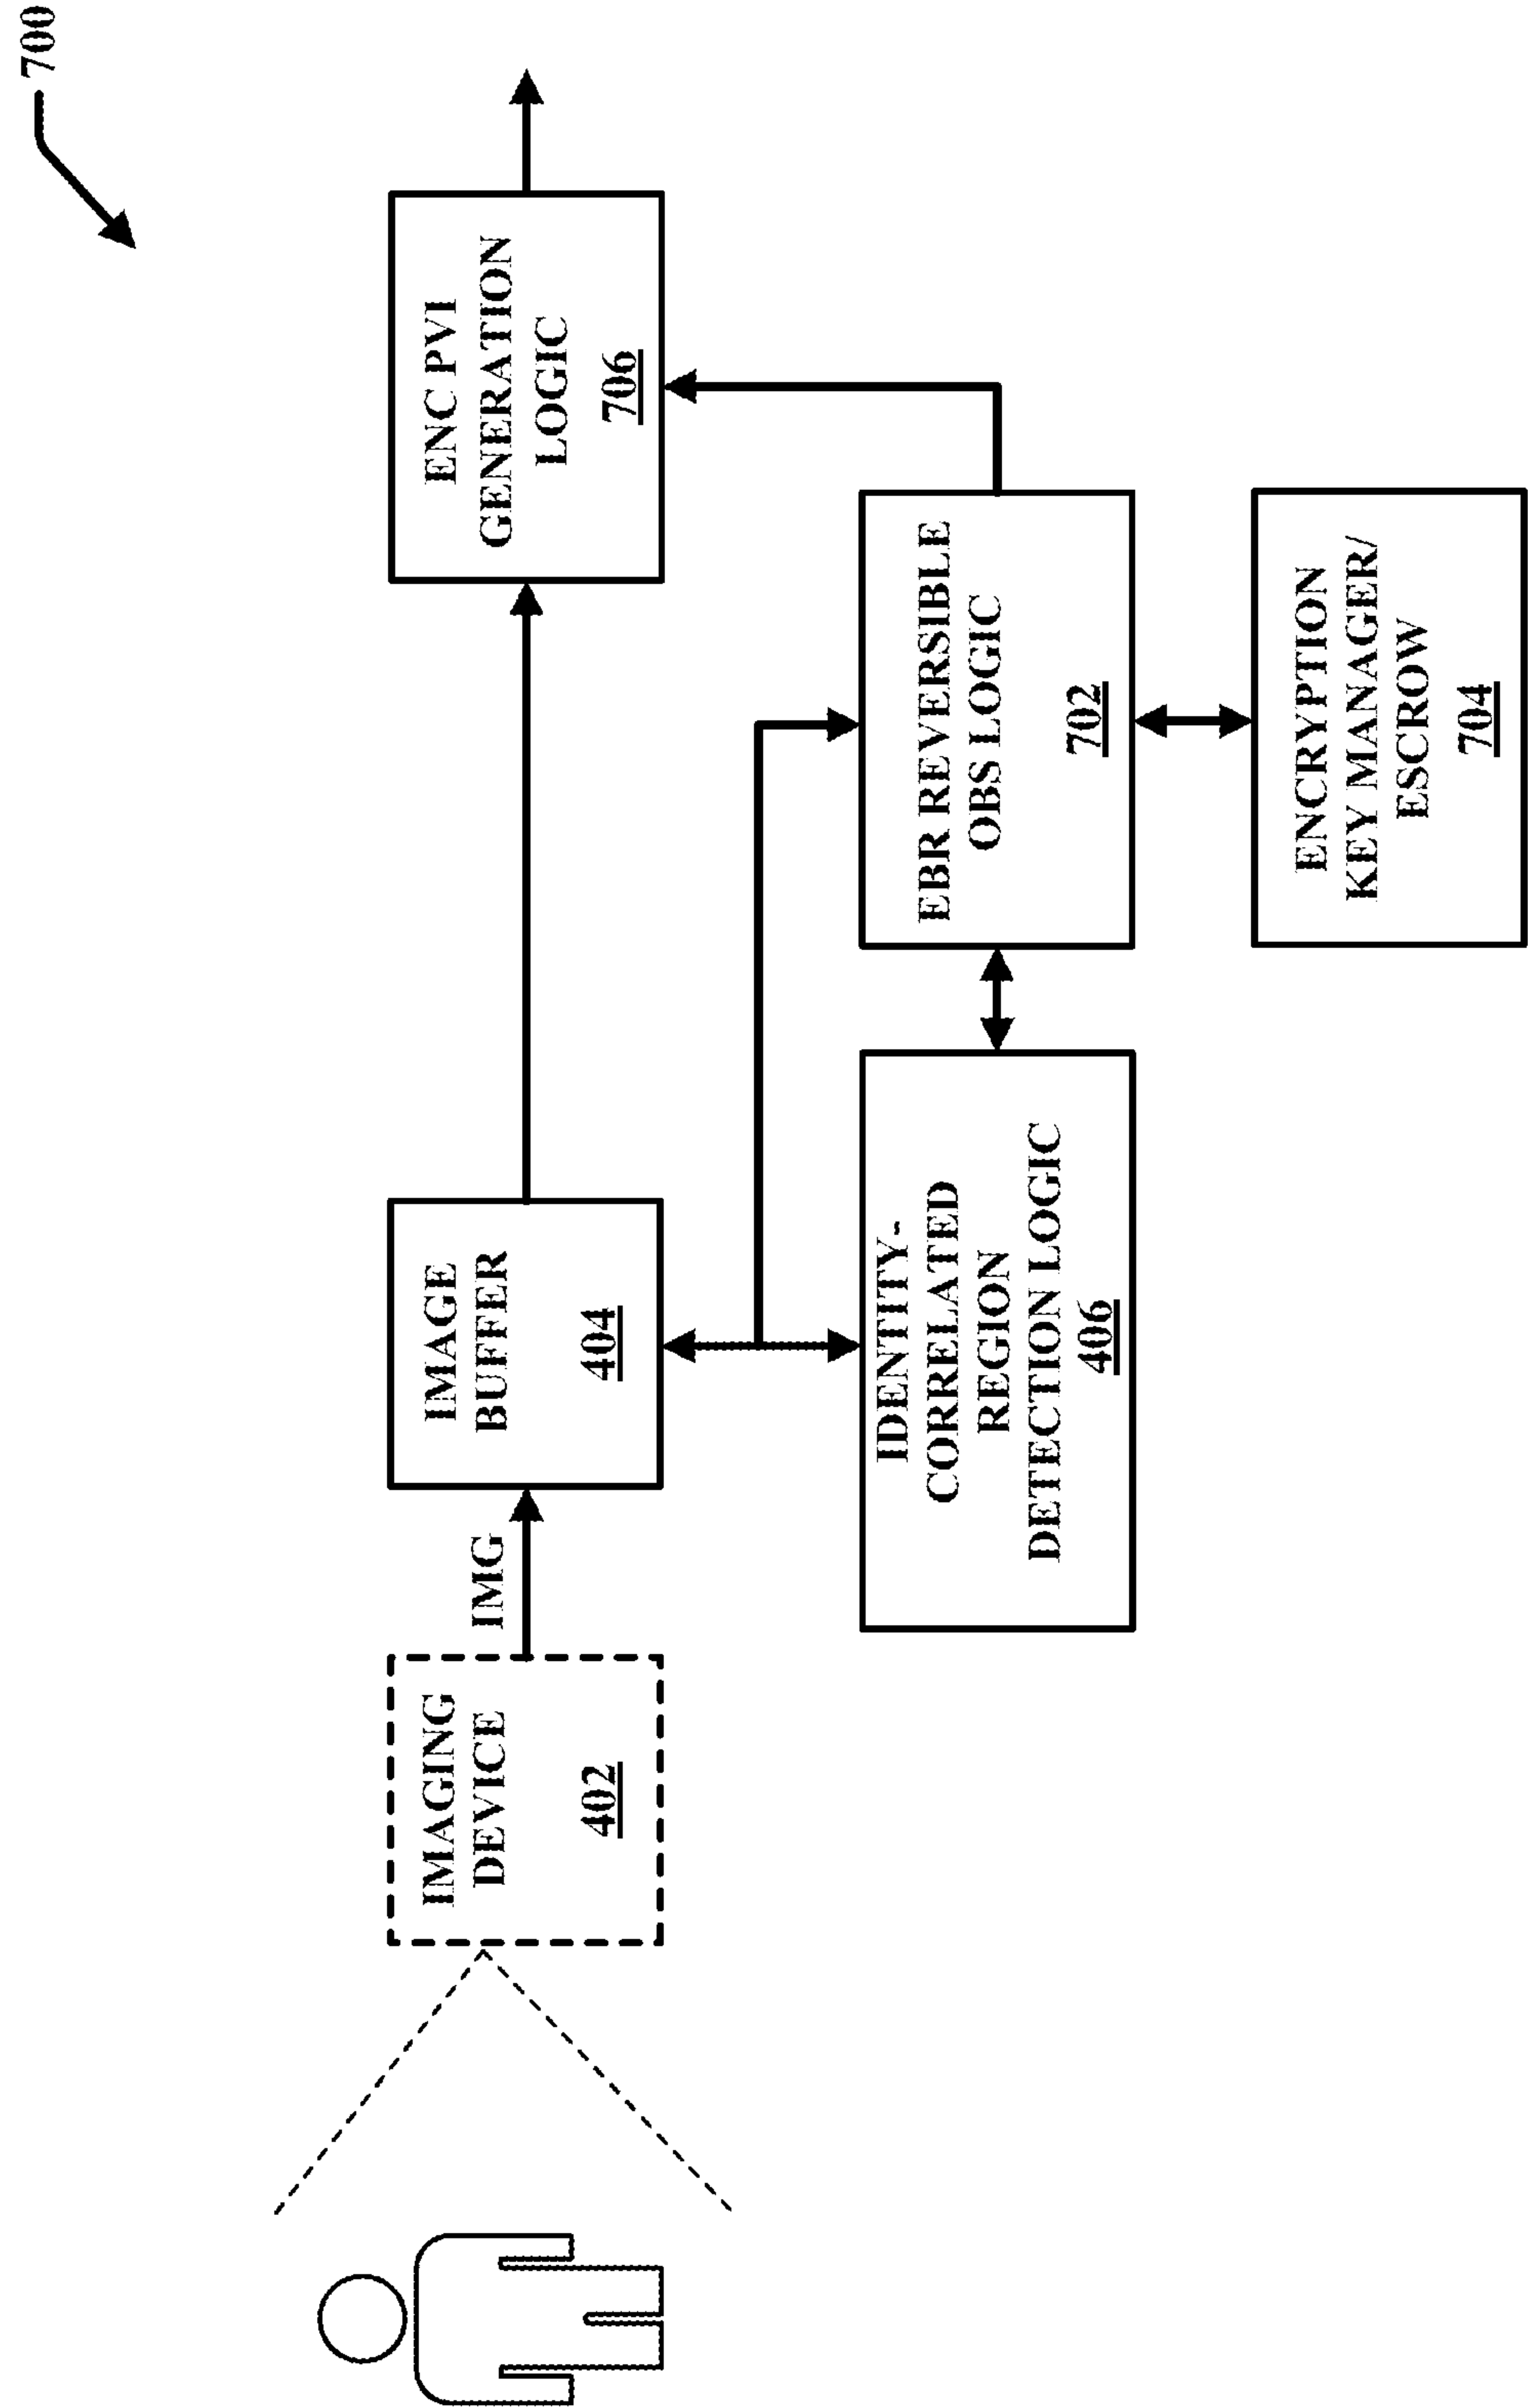 700
IMAGING
DEVICE
402
IMG
IMAGE
BUFFER
404
ENC PVI
GENERATION
LOGIC
706
IDENTITY-
CORRELATED
REGION
DETECTION LOGIC
406
EBR REVERSIBLE
OBS LOGIC
702
ENCRYPTION
KEY MANAGER/
ESCROW
704